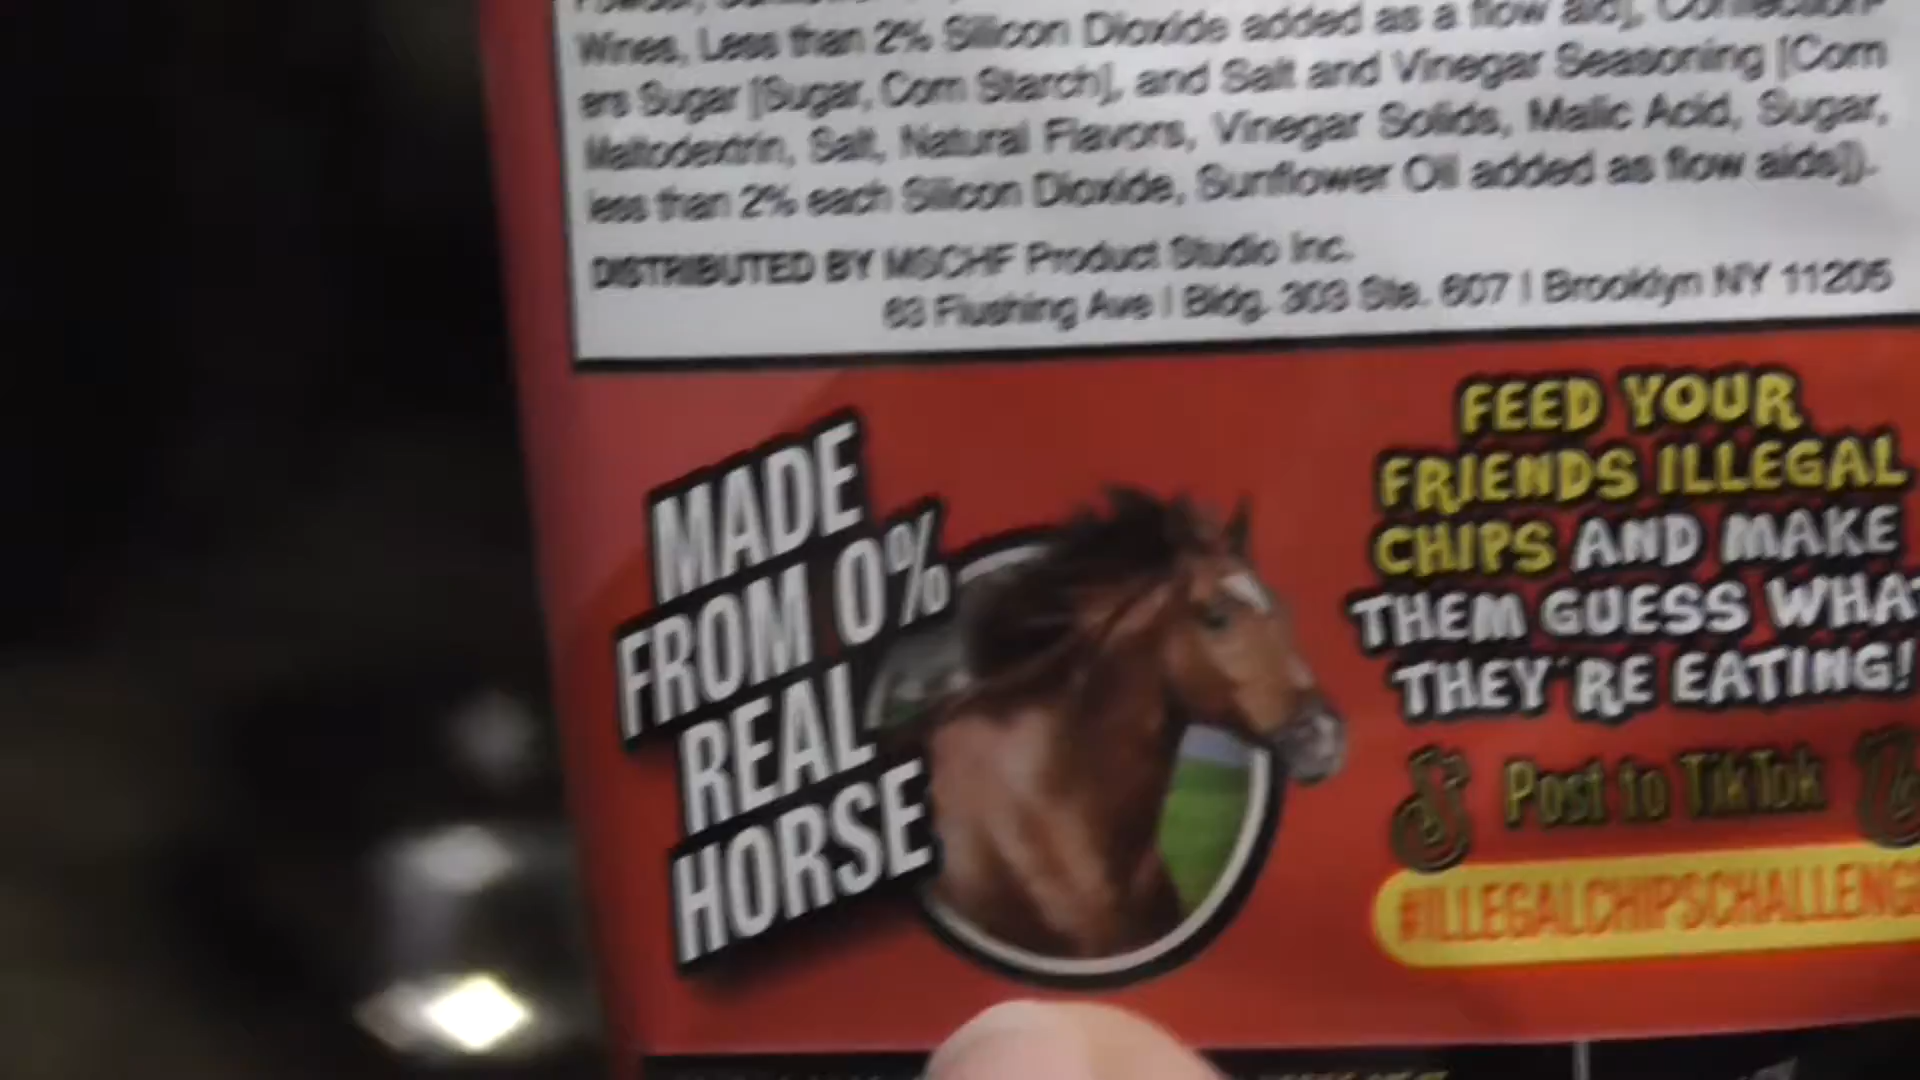 Wines, Less than 2% Silicon Dioxide added as a flow aid], Confection-
ers Sugar [Sugar, Corn Starch], and Salt and Vinegar Seasoning [Corn
Maltodextrin, Salt, Natural Flavors, Vinegar Solids, Malic Acid, Sugar,
less than 2% each Silicon Dioxide, Sunflower Oil added as flow aids]).
DISTRIBUTED BY MSCHF Product Studio Inc.
63 Flushing Ave | Bldg. 303 Ste. 607 | Brooklyn NY 11205
MADE
FROM 0%
REAL
HORSE
FEED YOUR
FRIENDS ILLEGAL
CHIPS AND MAKE
THEM GUESS WHAT
THEY'RE EATING!
Post to TikTok
#ILLEGALCHIPSCHALLENGE